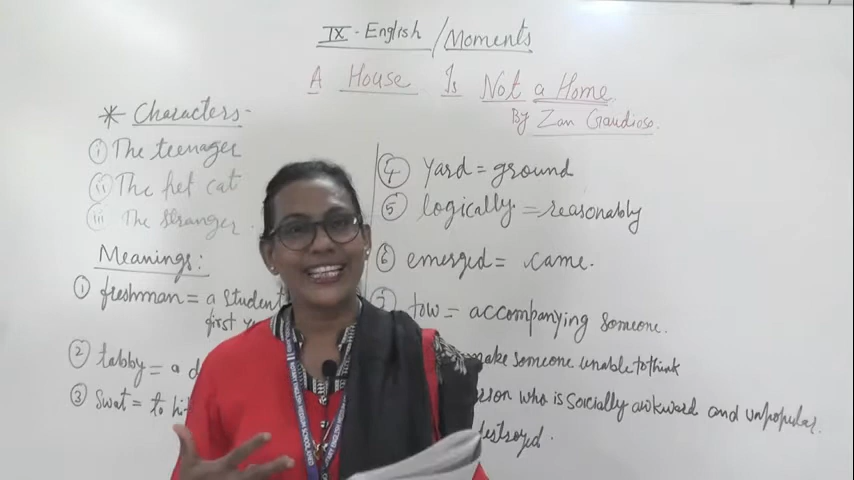 IX - English / Moments
A House Is Not a Home
By Zan Gaudioso.
* Characters -
i The teenager
ii The pet cat
iii The stranger.
Meanings:
1 freshman = a student
first
2 tabby = a
3 Swat = to hit
4 Yard = ground
5 logically = reasonably
6 emerged = came.
7 tow = accompanying someone.
make someone unable to think
who is socially awkward and unpopular.
destroyed.